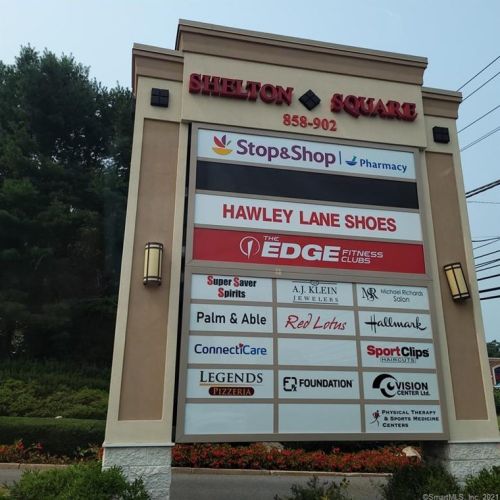 SHELTON SQUARE
858-902
Stop&Shop | Pharmacy
HAWLEY LANE SHOES
THE EDGE FITNESS CLUBS
SUPER SAVER SPIRITS
A.J. KLEIN JEWELERS
MRS Michael Richards Salon
Palm & Able
Red Lotus
Hallmark
CONNECTICARE
SportClips HAIRCUTS
LEGENDS PIZZERIA
FOUNDATION
VISION CENTER Ltd.
PHYSICAL THERAPY & SPORTS MEDICINE CENTERS
©SmartMLS, Inc. 2021